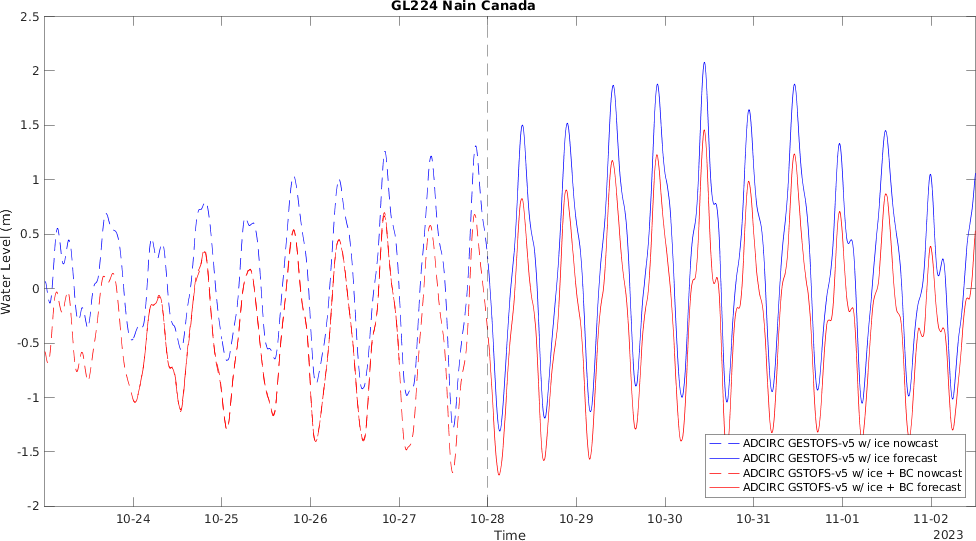 GL224 Nain Canada
2.5
2
1.5
1
0.5
0
-0.5
-1
-1.5
-2
Water Level (m)
ADCIRC GESTOFS-v5 w/ ice nowcast
ADCIRC GESTOFS-v5 w/ ice forecast
ADCIRC GSTOFS-v5 w/ ice + BC nowcast
ADCIRC GSTOFS-v5 w/ ice + BC forecast
10-24 10-25 10-26 10-27 10-28 10-29 10-30 10-31 11-01 11-02
Time
2023